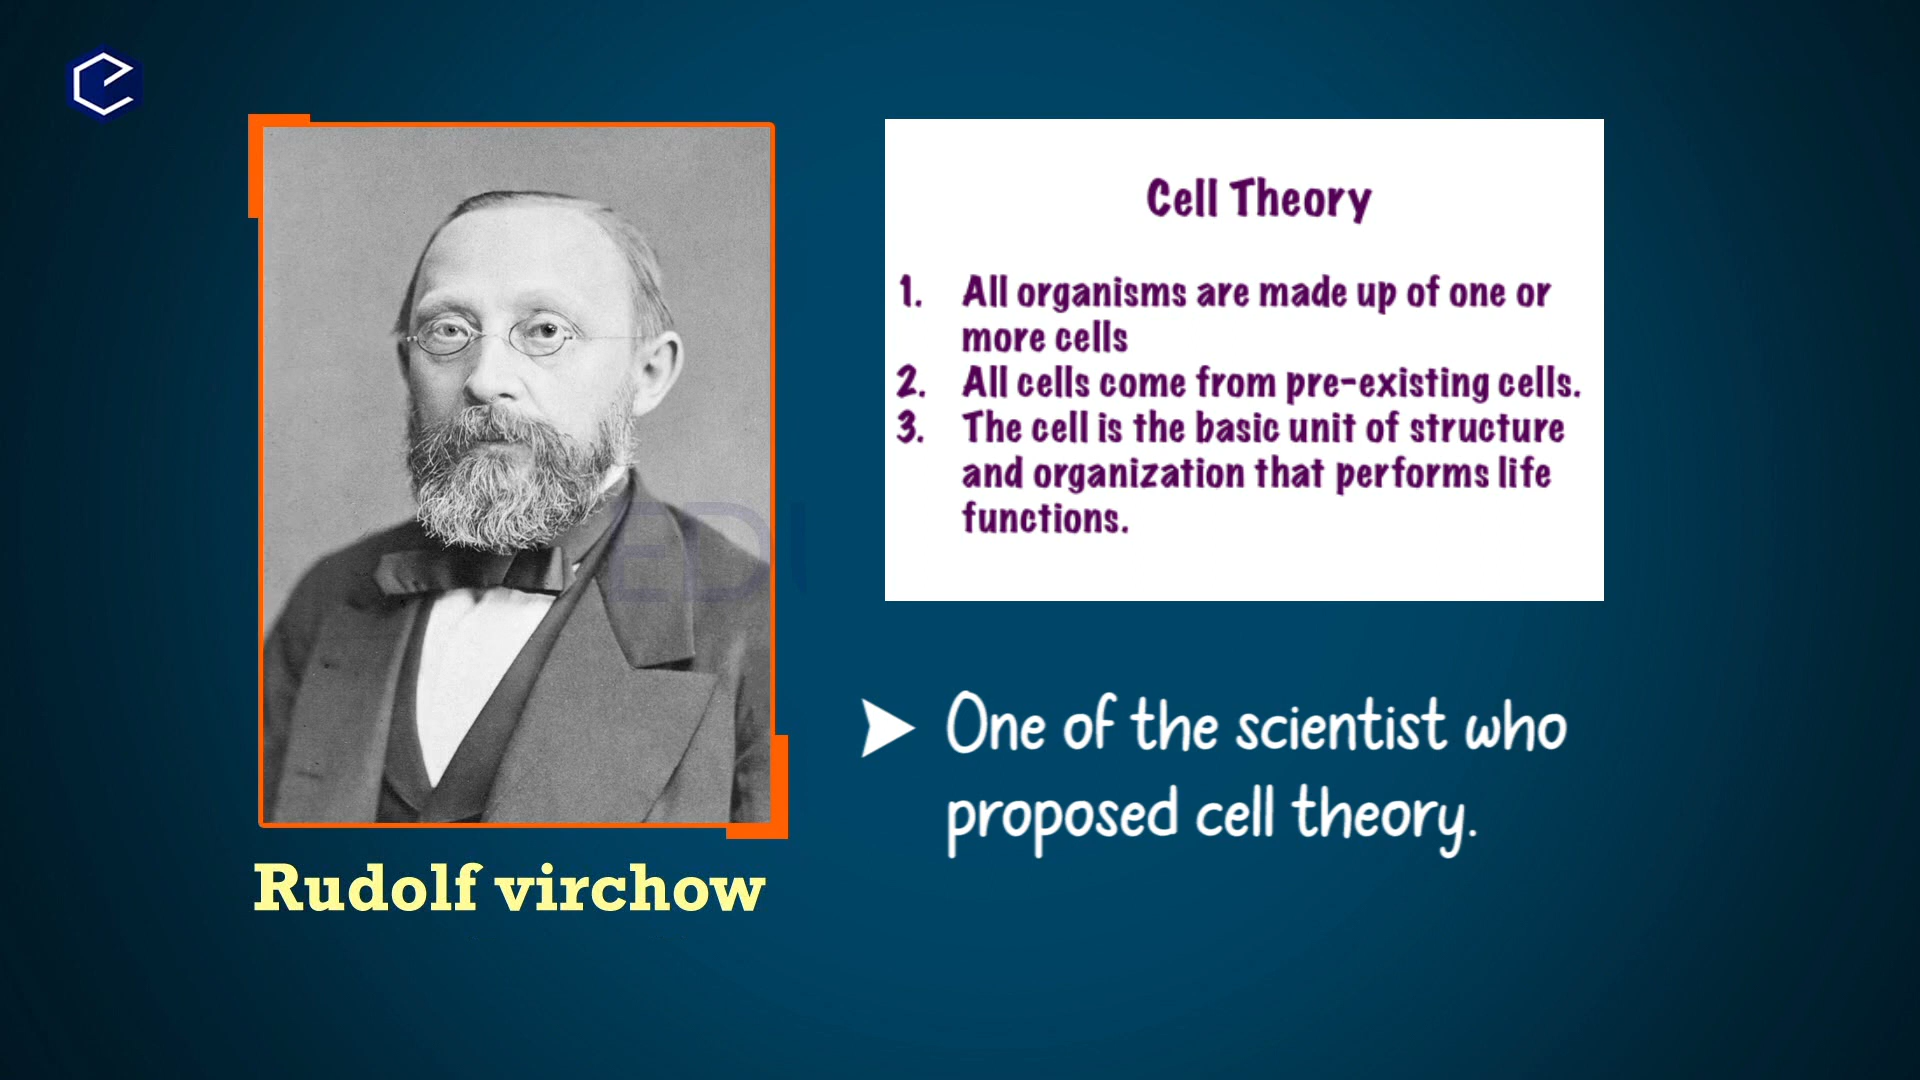 Cell Theory
1. All organisms are made up of one or
more cells
2. All cells come from pre-existing cells.
3. The cell is the basic unit of structure
and organization that performs life
functions.
EDU
One of the scientist who
proposed cell theory.
Rudolf virchow